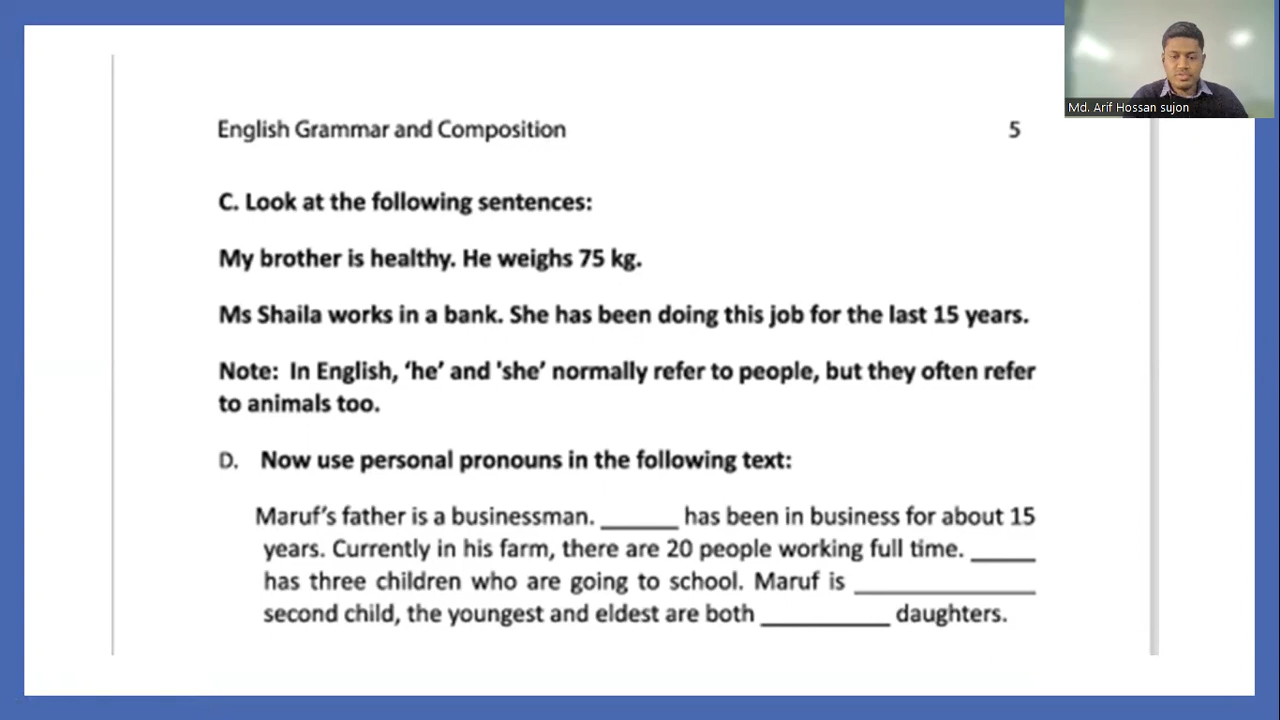 Md. Arif Hossan sujon
English Grammar and Composition 5
C. Look at the following sentences:
My brother is healthy. He weighs 75 kg.
Ms Shaila works in a bank. She has been doing this job for the last 15 years.
Note: In English, ‘he’ and 'she’ normally refer to people, but they often refer
to animals too.
D. Now use personal pronouns in the following text:
Maruf’s father is a businessman. ______ has been in business for about 15
years. Currently in his farm, there are 20 people working full time. _____
has three children who are going to school. Maruf is ______________
second child, the youngest and eldest are both __________ daughters.